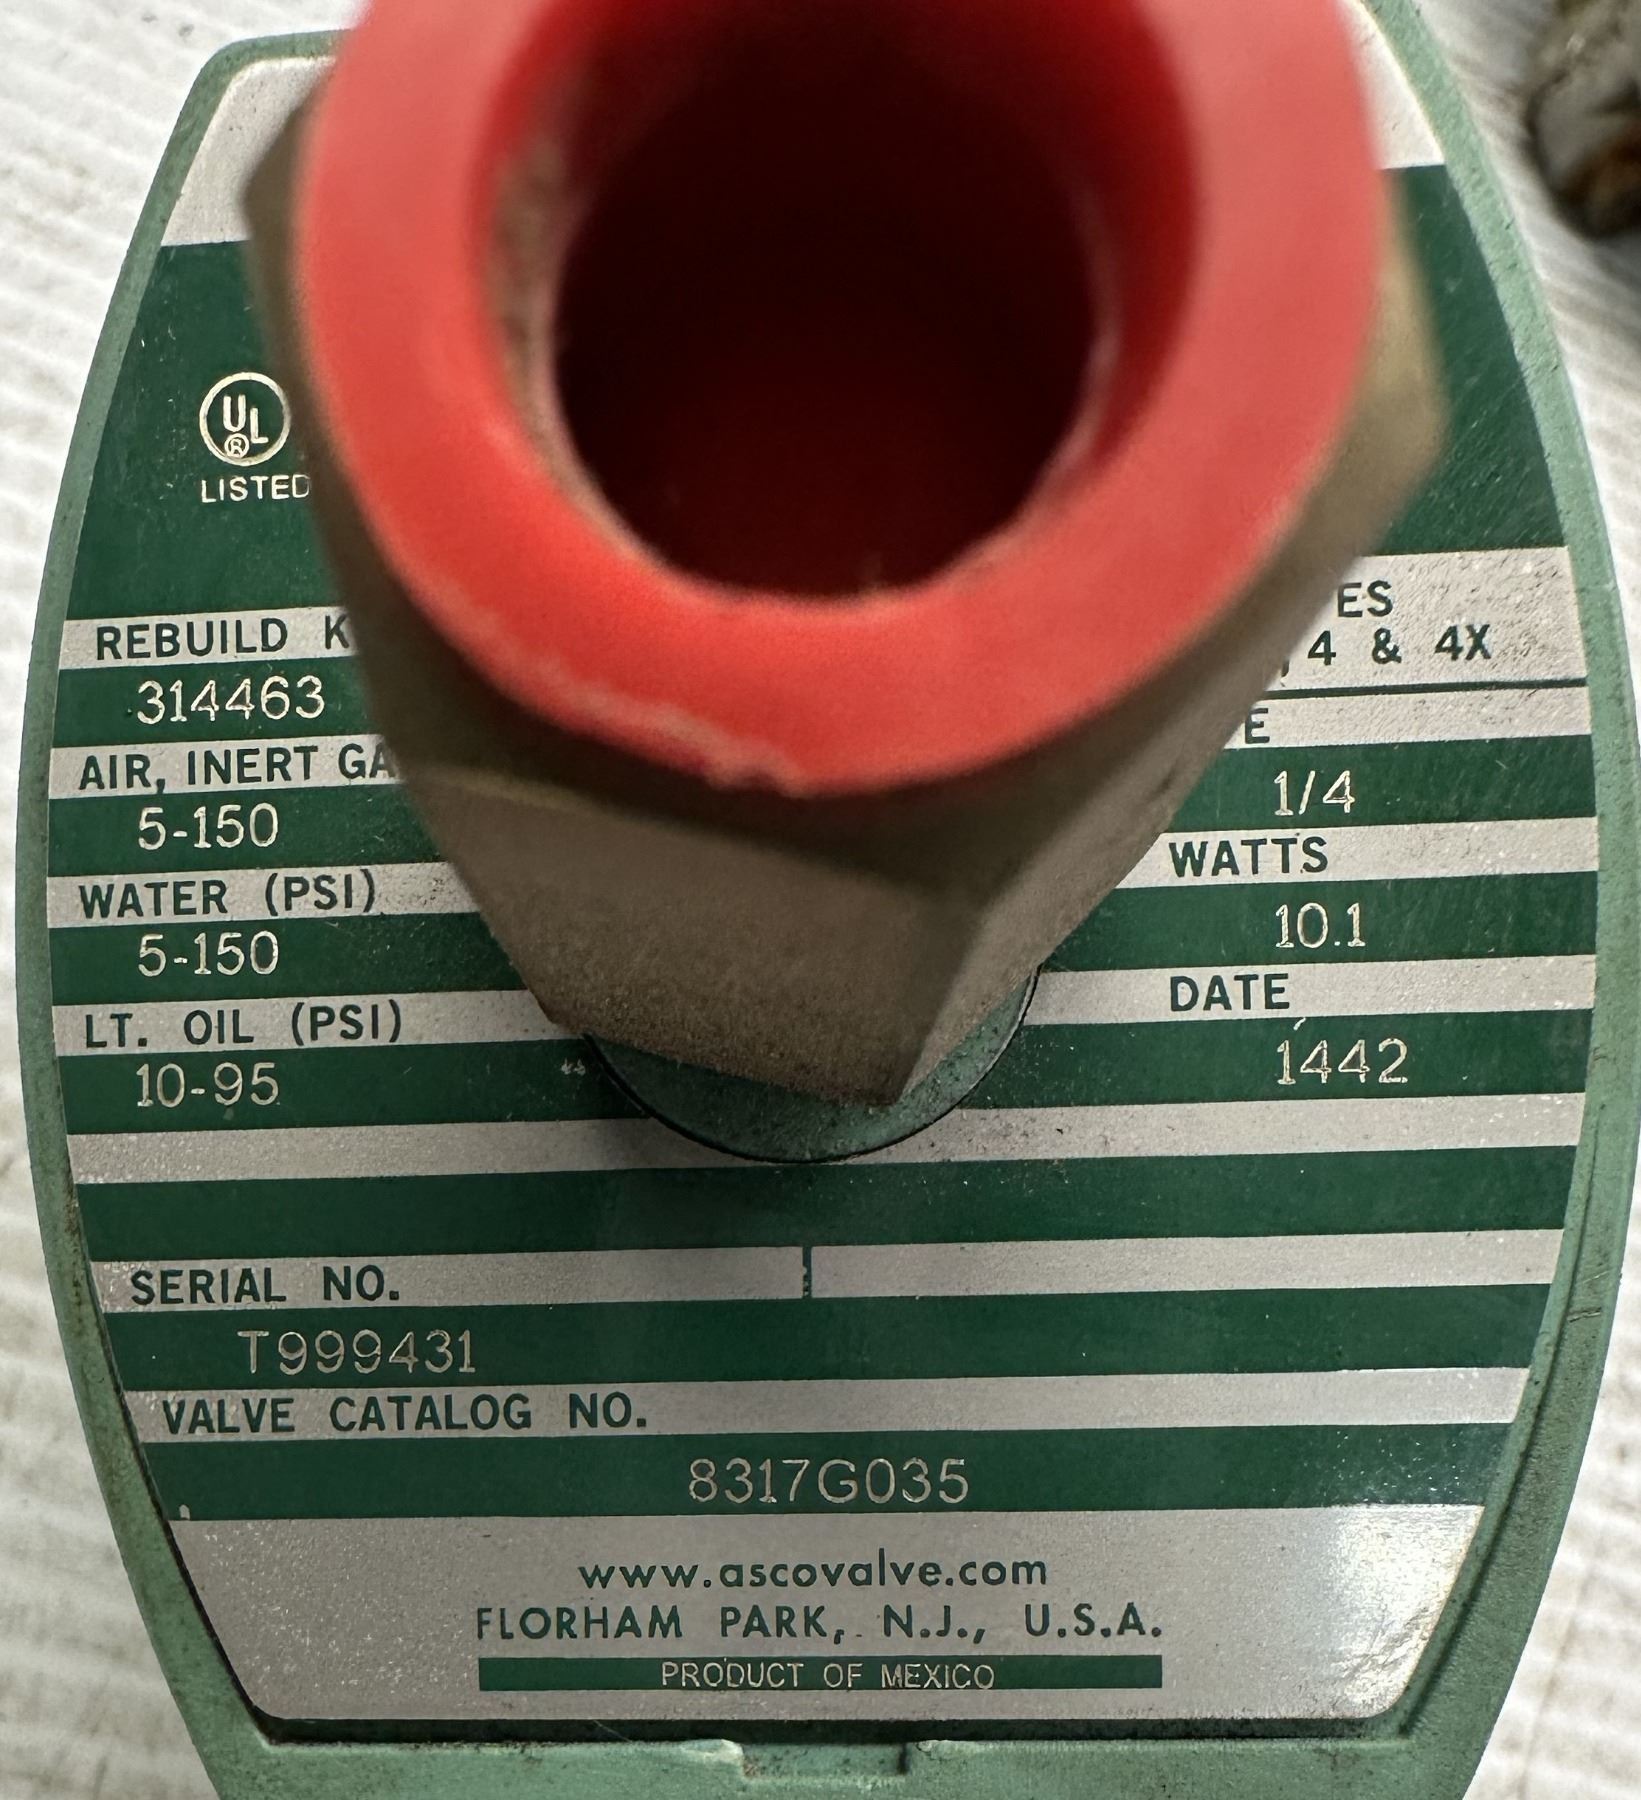 UL
®
LISTED
ES
REBUILD K
4 & 4X
314463
E
AIR, INERT GA
1/4
5-150
WATTS
WATER (PSI)
10.1
5-150
DATE
LT. OIL (PSI)
1442
10-95
SERIAL NO.
T999431
VALVE CATALOG NO.
8317G035
www.ascovalve.com
FLORHAM PARK, N.J., U.S.A.
PRODUCT OF MEXICO